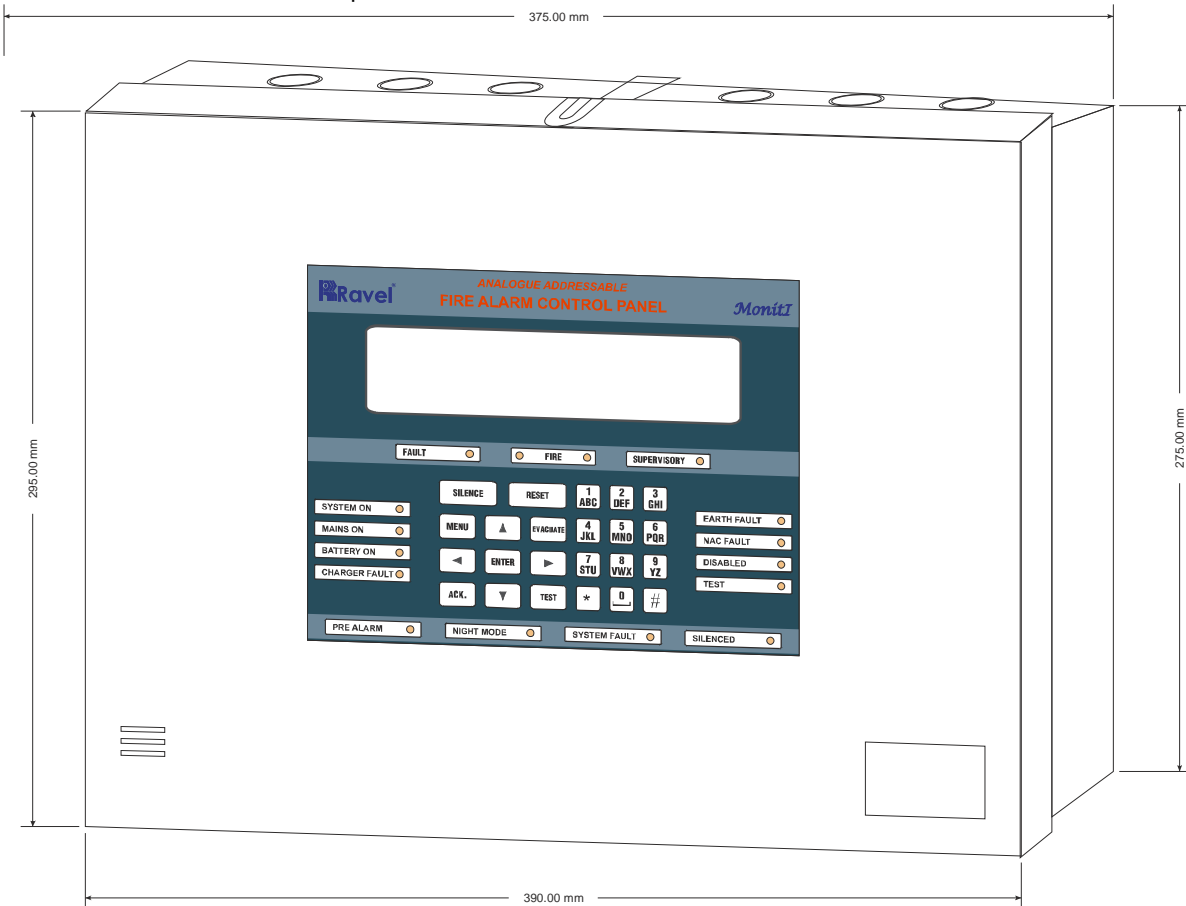 375.00 mm
295.00 mm
275.00 mm
Ravel
ANALOGUE ADDRESSABLE
FIRE ALARM CONTROL PANEL
MonitI
FAULT
FIRE
SUPERVISORY
SYSTEM ON
MAINS ON
BATTERY ON
CHARGER FAULT
SILENCE RESET 1 ABC 2 DEF 3 GHI
MENU ▲ EVACUATE 4 JKL 5 MNO 6 PQR
◄ ENTER ► 7 STU 8 VWX 9 YZ
ACK. ▼ TEST * 0 #
EARTH FAULT
NAC FAULT
DISABLED
TEST
PRE ALARM
NIGHT MODE
SYSTEM FAULT
SILENCED
390.00 mm